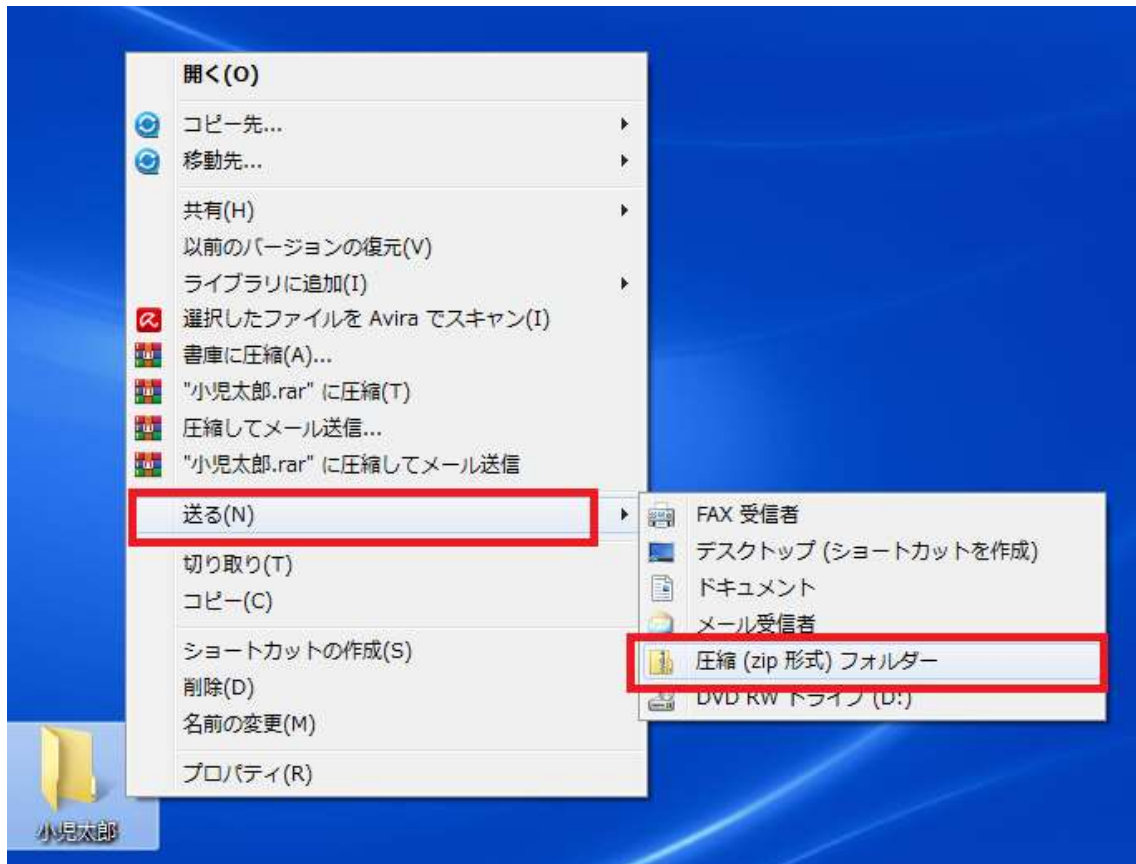 開く(O)
コピー先...
移動先...
共有(H)
以前のバージョンの復元(V)
ライブラリに追加(I)
選択したファイルを Avira でスキャン(I)
書庫に圧縮(A)...
"小児太郎.rar" に圧縮(T)
圧縮してメール送信...
"小児太郎.rar" に圧縮してメール送信
送る(N)
切り取り(T)
コピー(C)
ショートカットの作成(S)
削除(D)
名前の変更(M)
プロパティ(R)
FAX 受信者
デスクトップ (ショートカットを作成)
ドキュメント
メール受信者
圧縮 (zip 形式) フォルダー
DVD RW ドライブ (D:)
小児太郎